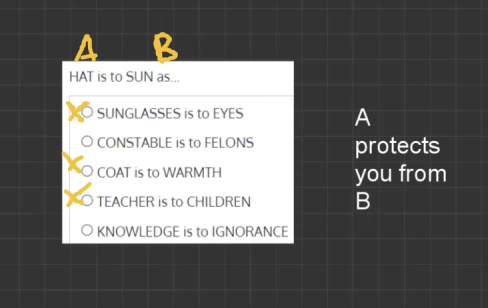 A B
HAT is to SUN as...
SUNGLASSES is to EYES
CONSTABLE is to FELONS
COAT is to WARMTH
TEACHER is to CHILDREN
KNOWLEDGE is to IGNORANCE
A
protects
you from
B